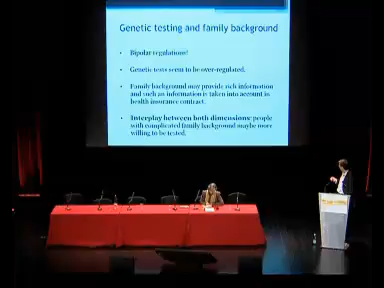 Genetic testing and family background
• Bipolar regulations!
• Genetic tests seem to be over-regulated.
• Family background may provide rich information
and such an information is taken into account in
health insurance contract.
• Interplay between both dimensions: people
with complicated family background maybe more
willing to be tested.